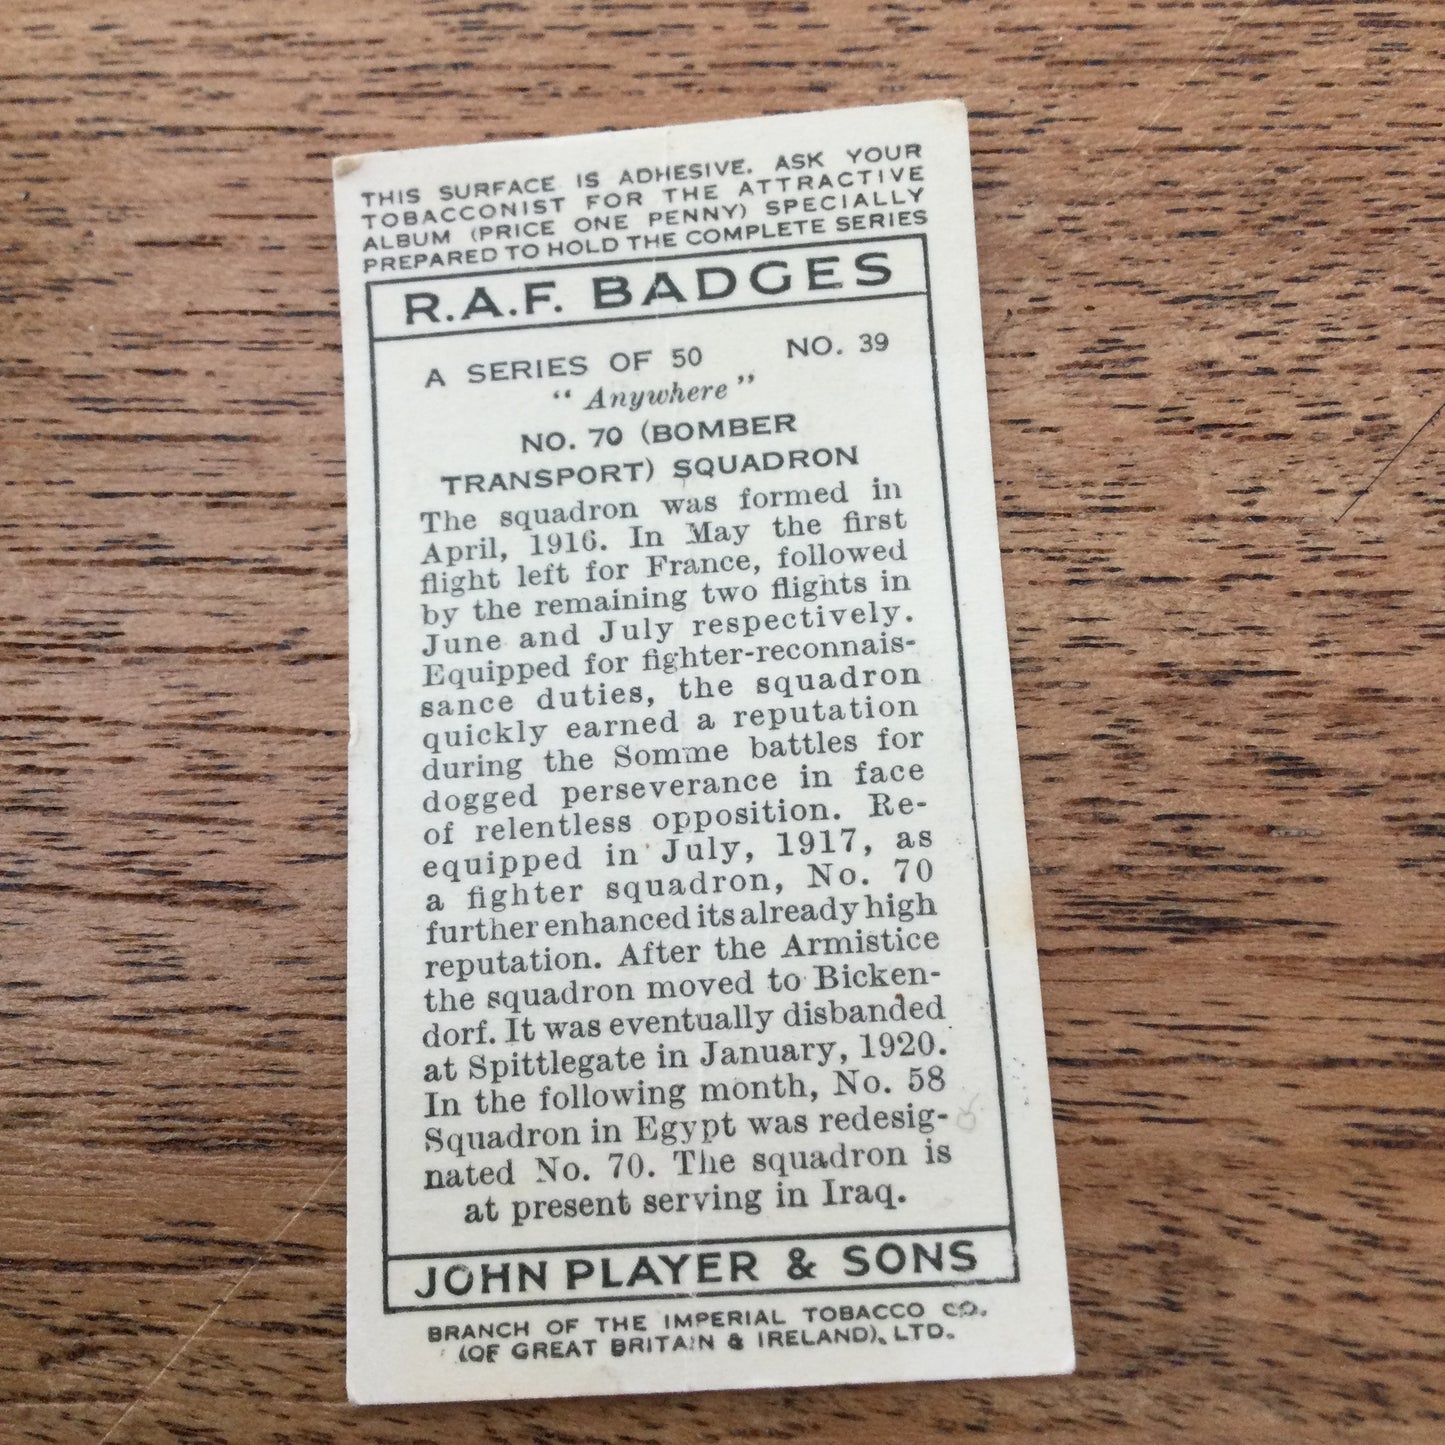 THIS SURFACE IS ADHESIVE. ASK YOUR
TOBACCONIST FOR THE ATTRACTIVE
ALBUM (PRICE ONE PENNY) SPECIALLY
PREPARED TO HOLD THE COMPLETE SERIES
R.A.F. BADGES
A SERIES OF 50 NO. 39
"Anywhere"
NO. 70 (BOMBER
TRANSPORT) SQUADRON
The squadron was formed in
April, 1916. In May the first
flight left for France, followed
by the remaining two flights in
June and July respectively.
Equipped for fighter-reconnais-
sance duties, the squadron
quickly earned a reputation
during the Somme battles for
dogged perseverance in face
of relentless opposition. Re-
equipped in July, 1917, as
a fighter squadron, No. 70
further enhanced its already high
reputation. After the Armistice
the squadron moved to Bicken-
dorf. It was eventually disbanded
at Spittlegate in January, 1920.
In the following month, No. 58
Squadron in Egypt was redesig-
nated No. 70. The squadron is
at present serving in Iraq.
JOHN PLAYER & SONS
BRANCH OF THE IMPERIAL TOBACCO CO.
(OF GREAT BRITAIN & IRELAND), LTD.